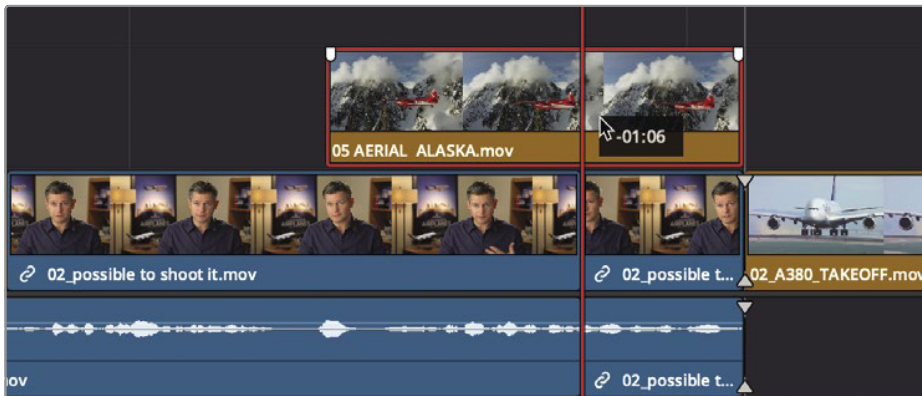 -01:06
05 AERIAL ALASKA.mov
02_possible to shoot it.mov
02_possible t...
02_A380_TAKEOFF.mov
ov
02_possible t...